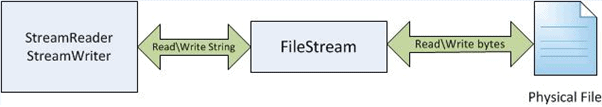 StreamReader
StreamWriter
Read\Write String
FileStream
Read\Write bytes
Physical File